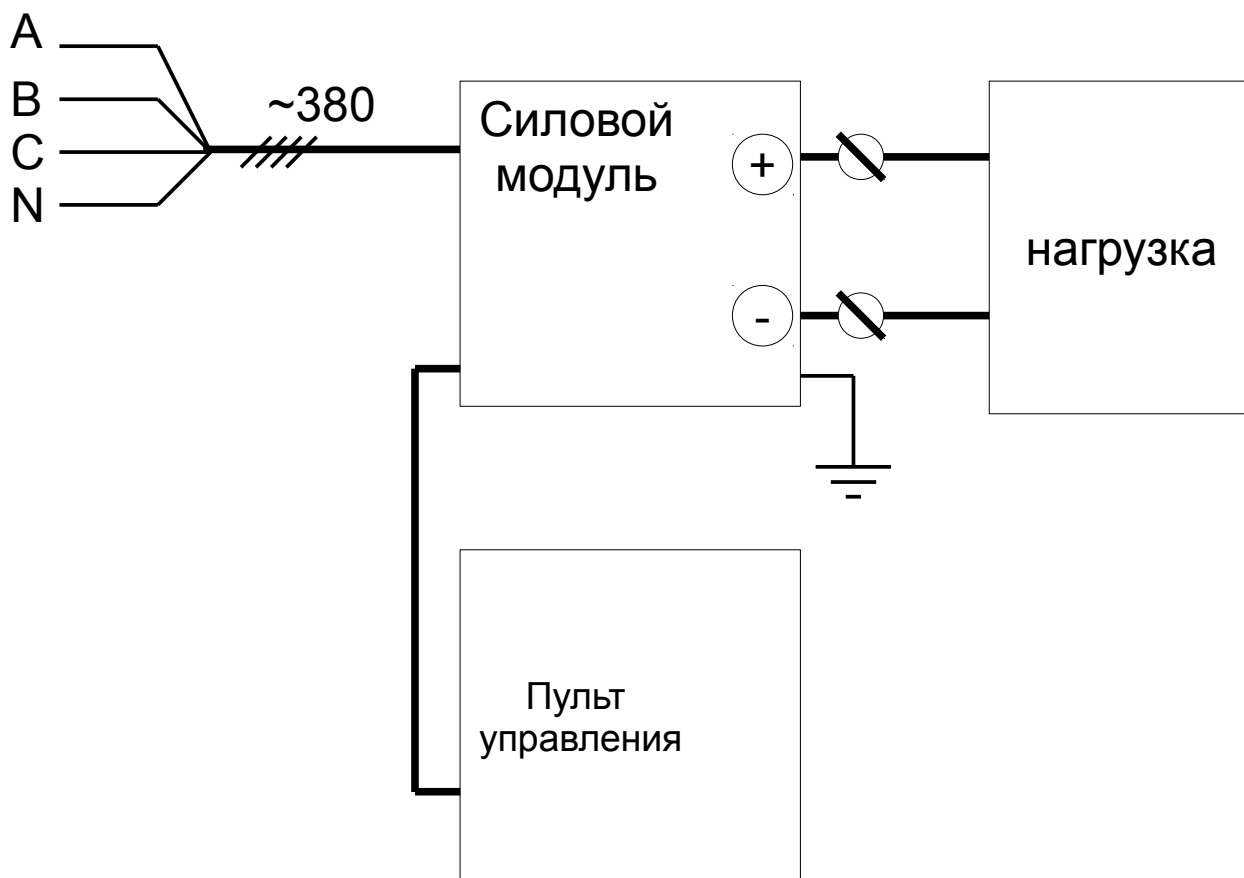 A
B
C
N
~380
Силовой
модуль
+
-
нагрузка
Пульт
управления